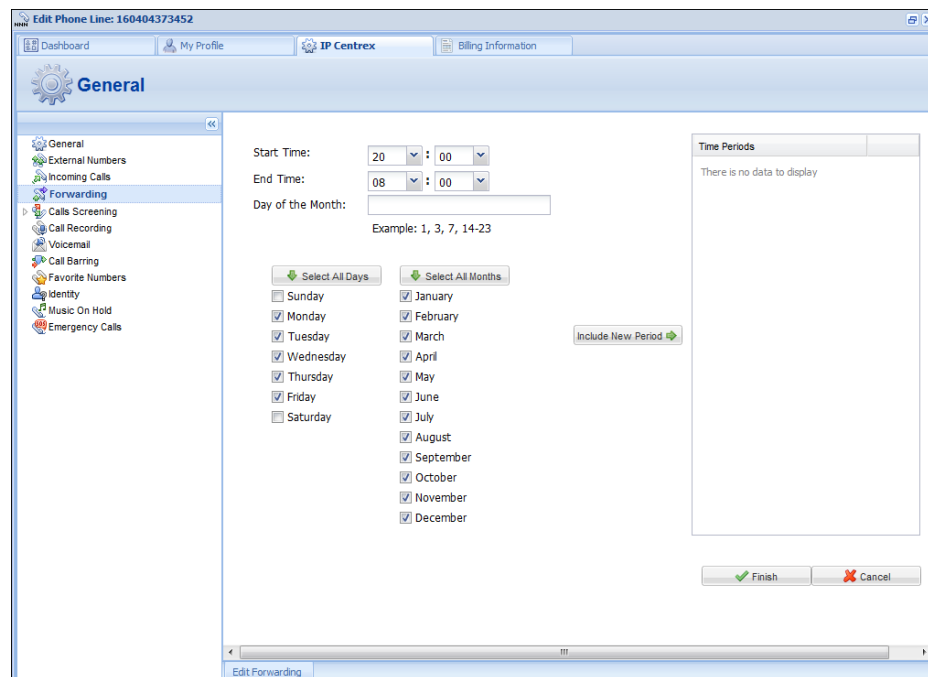 Edit Phone Line: 160404373452
Dashboard
My Profile
IP Centrex
Billing Information
General
General
External Numbers
Incoming Calls
Forwarding
Calls Screening
Call Recording
Voicemail
Call Barring
Favorite Numbers
Identity
Music On Hold
Emergency Calls
Start Time: 20 : 00
End Time: 08 : 00
Day of the Month:
Example: 1, 3, 7, 14-23
Select All Days
Sunday
Monday
Tuesday
Wednesday
Thursday
Friday
Saturday
Select All Months
January
February
March
April
May
June
July
August
September
October
November
December
Include New Period
Time Periods
There is no data to display
Finish
Cancel
Edit Forwarding